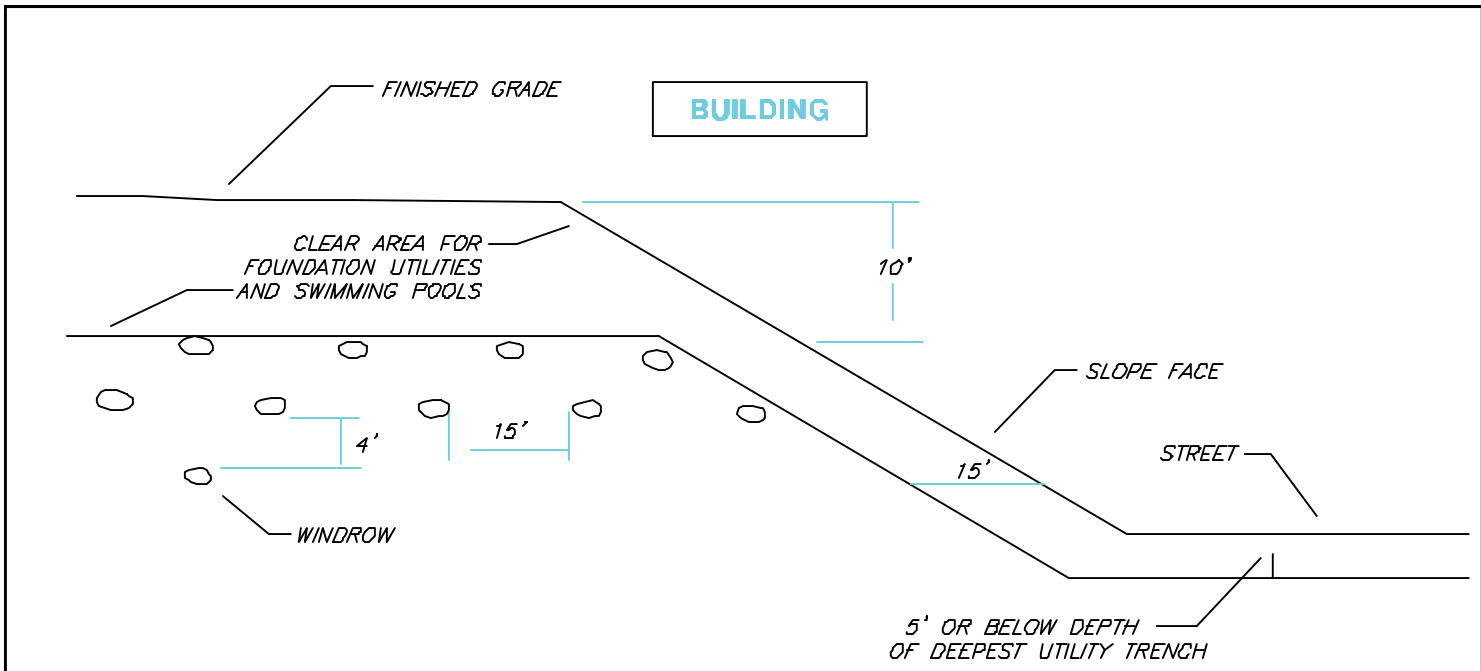 FINISHED GRADE
BUILDING
CLEAR AREA FOR
FOUNDATION UTILITIES
AND SWIMMING POOLS
10'
SLOPE FACE
15'
4'
15'
STREET
WINDROW
5' OR BELOW DEPTH
OF DEEPEST UTILITY TRENCH